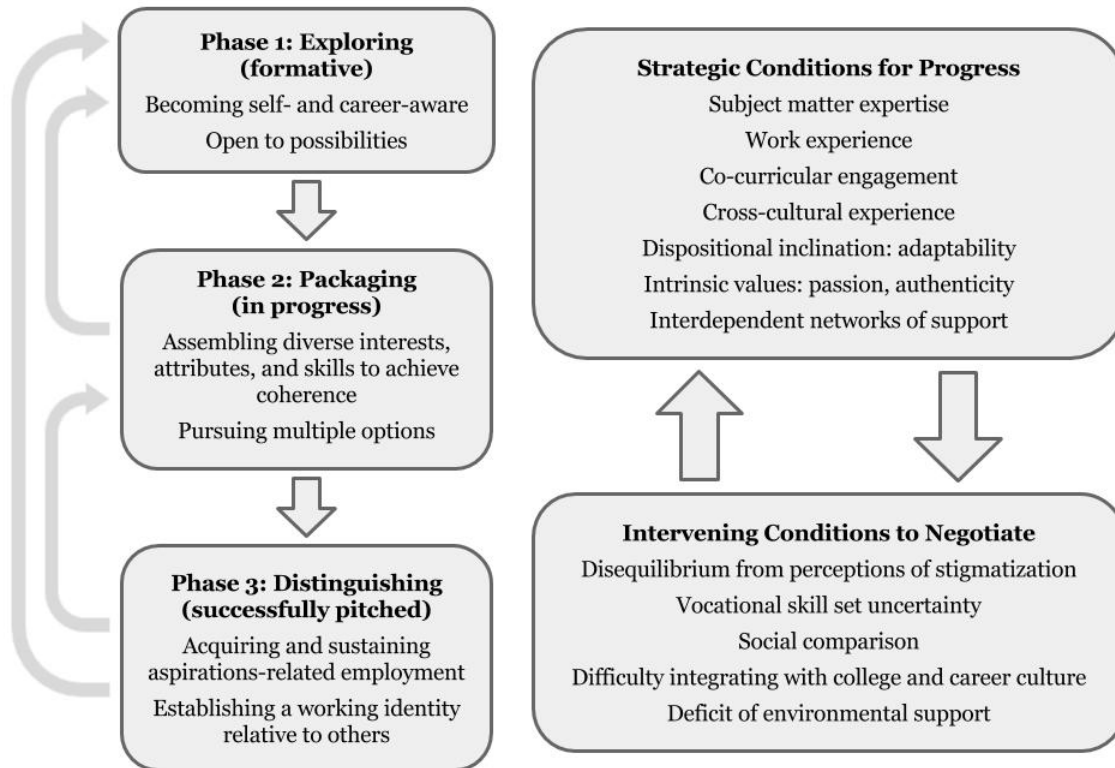 Phase 1: Exploring
(formative)
Becoming self- and career-aware
Open to possibilities
Phase 2: Packaging
(in progress)
Assembling diverse interests,
attributes, and skills to achieve
coherence
Pursuing multiple options
Phase 3: Distinguishing
(successfully pitched)
Acquiring and sustaining
aspirations-related employment
Establishing a working identity
relative to others
Strategic Conditions for Progress
Subject matter expertise
Work experience
Co-curricular engagement
Cross-cultural experience
Dispositional inclination: adaptability
Intrinsic values: passion, authenticity
Interdependent networks of support
Intervening Conditions to Negotiate
Disequilibrium from perceptions of stigmatization
Vocational skill set uncertainty
Social comparison
Difficulty integrating with college and career culture
Deficit of environmental support